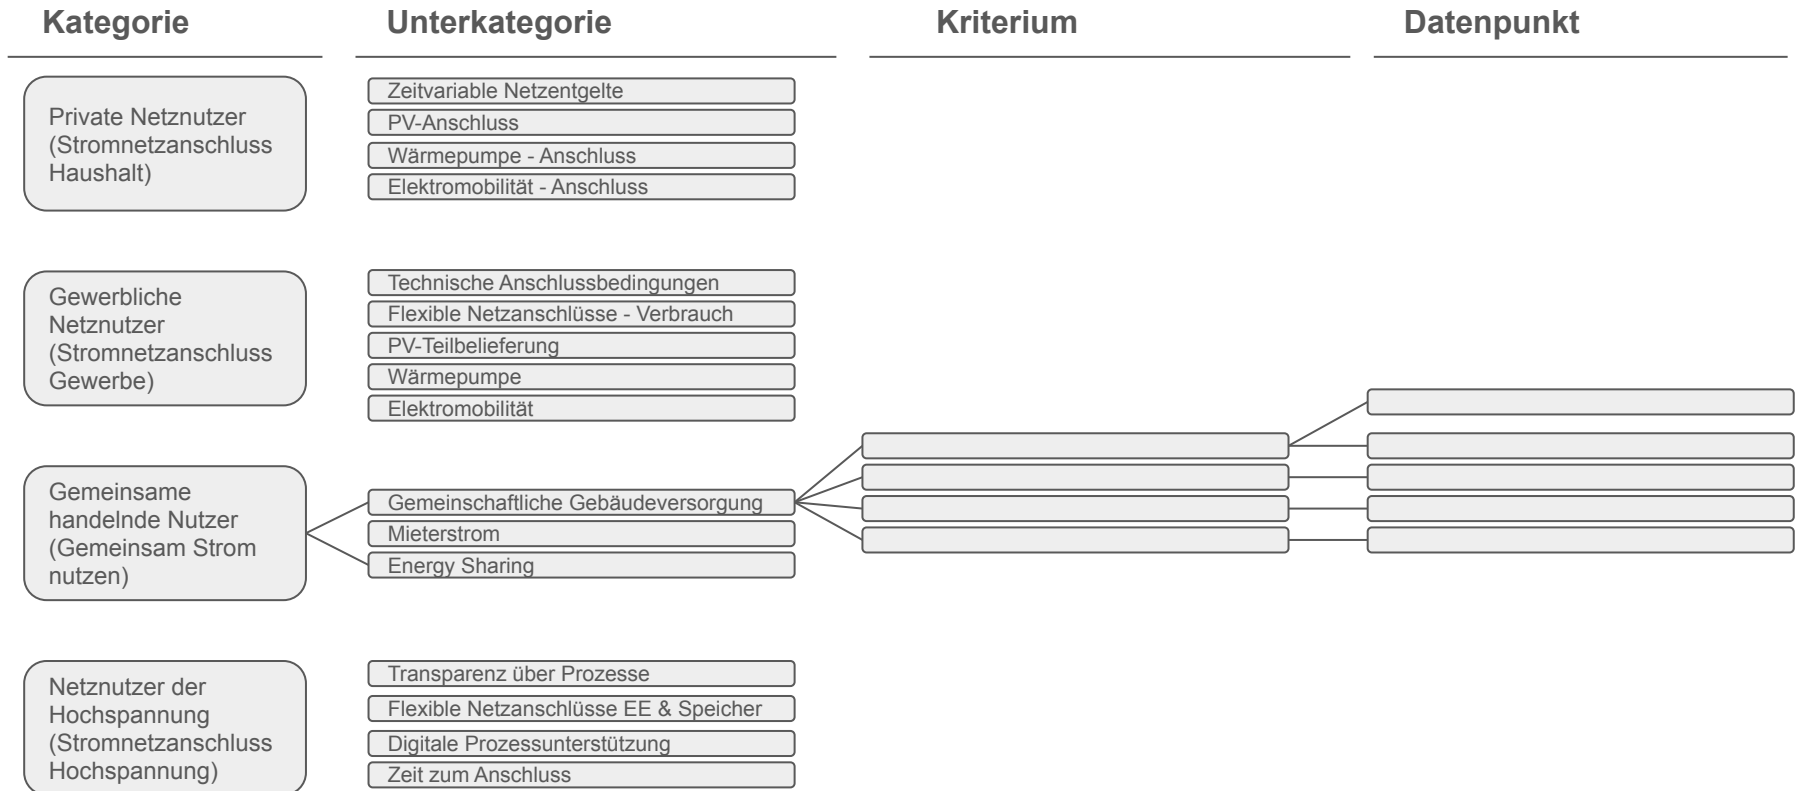 Kategorie
Unterkategorie
Kriterium
Datenpunkt
Private Netznutzer
(Stromnetzanschluss
Haushalt)
Zeitvariable Netzentgelte
PV-Anschluss
Wärmepumpe - Anschluss
Elektromobilität - Anschluss
Gewerbliche
Netznutzer
(Stromnetzanschluss
Gewerbe)
Technische Anschlussbedingungen
Flexible Netzanschlüsse - Verbrauch
PV-Teilbelieferung
Wärmepumpe
Elektromobilität
Gemeinsame
handelnde Nutzer
(Gemeinsam Strom
nutzen)
Gemeinschaftliche Gebäudeversorgung
Mieterstrom
Energy Sharing
Netznutzer der
Hochspannung
(Stromnetzanschluss
Hochspannung)
Transparenz über Prozesse
Flexible Netzanschlüsse EE & Speicher
Digitale Prozessunterstützung
Zeit zum Anschluss